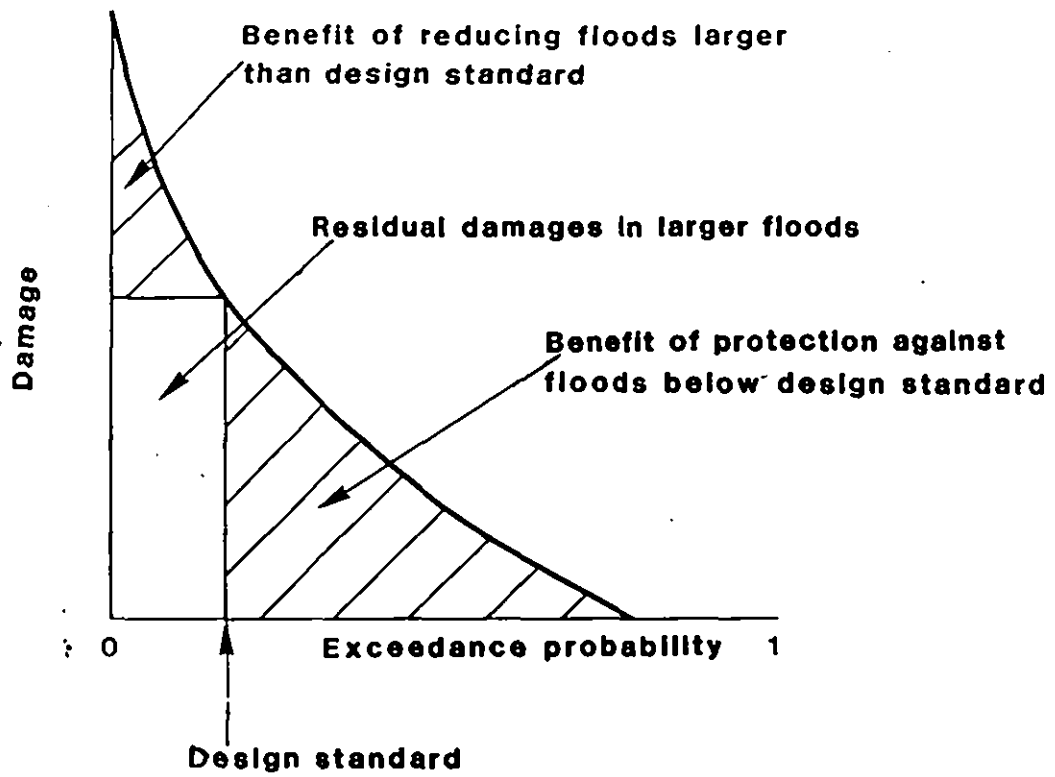 Benefit of reducing floods larger
than design standard
Residual damages in larger floods
Damage
Benefit of protection against
floods below design standard
0
Exceedance probability
1
Design standard